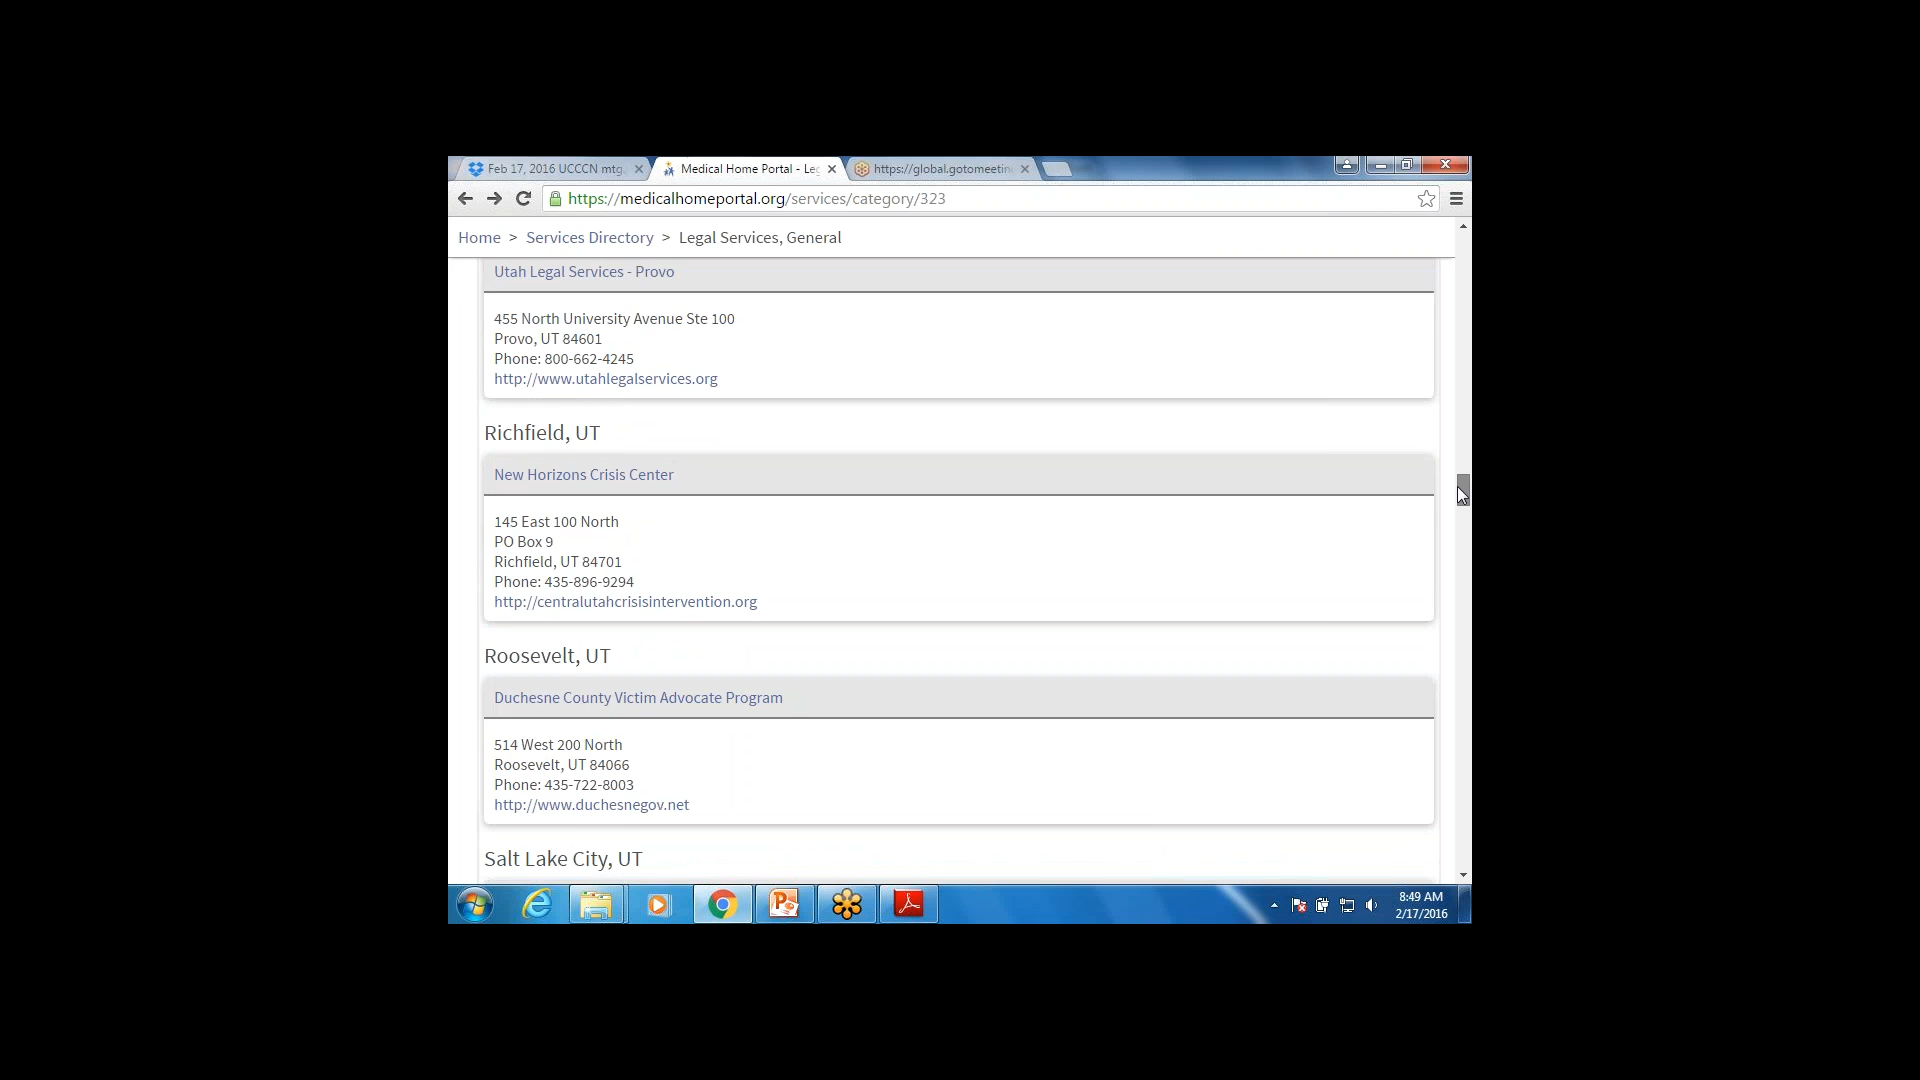 Feb 17, 2016 UCCCN mtg.
Medical Home Portal - Leg
https://global.gotomeetin
https://medicalhomeportal.org/services/category/323
Home > Services Directory > Legal Services, General
Utah Legal Services - Provo
455 North University Avenue Ste 100
Provo, UT 84601
Phone: 800-662-4245
http://www.utahlegalservices.org
Richfield, UT
New Horizons Crisis Center
145 East 100 North
PO Box 9
Richfield, UT 84701
Phone: 435-896-9294
http://centralutahcrisisintervention.org
Roosevelt, UT
Duchesne County Victim Advocate Program
514 West 200 North
Roosevelt, UT 84066
Phone: 435-722-8003
http://www.duchesnegov.net
Salt Lake City, UT
8:49 AM
2/17/2016